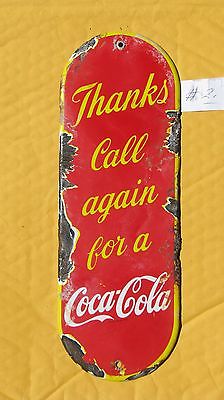 Thanks
# 2.
Call
again
for a
Coca-Cola